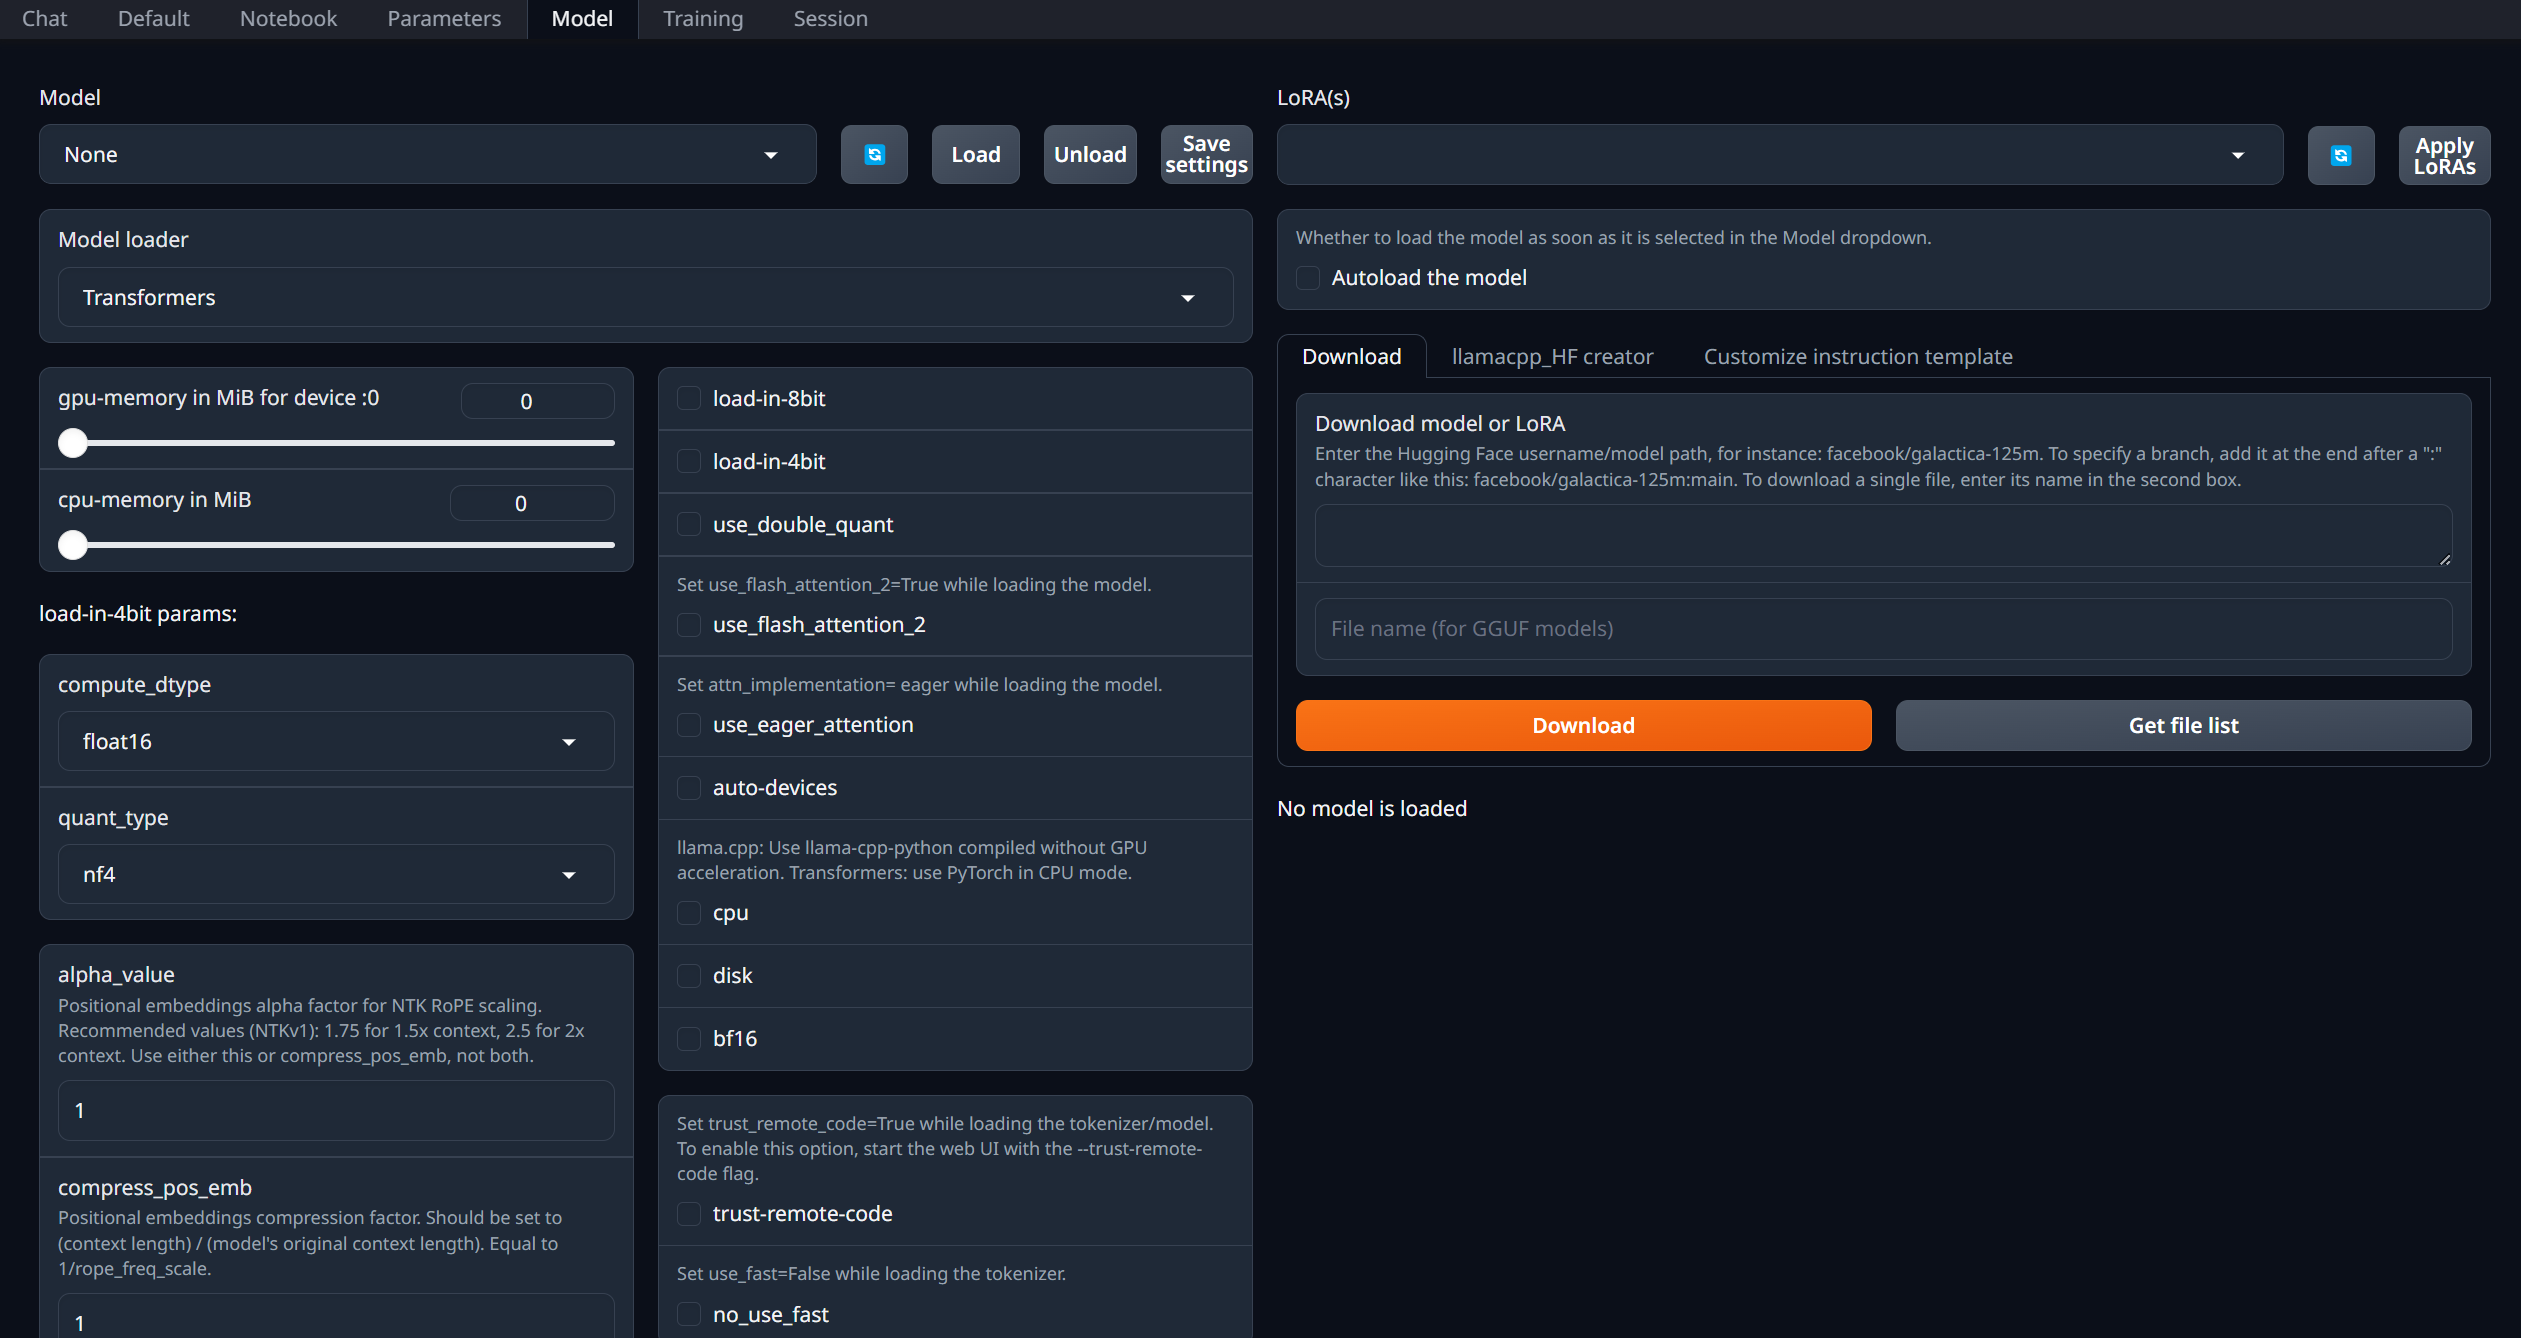 Chat Default Notebook Parameters Model Training Session
Model
None
Load
Unload
Save
settings
LoRA(s)
Apply
LoRAs
Model loader
Transformers
Whether to load the model as soon as it is selected in the Model dropdown.
Autoload the model
gpu-memory in MiB for device :0
0
cpu-memory in MiB
0
load-in-4bit params:
compute_dtype
float16
quant_type
nf4
alpha_value
Positional embeddings alpha factor for NTK RoPE scaling.
Recommended values (NTKv1): 1.75 for 1.5x context, 2.5 for 2x
context. Use either this or compress_pos_emb, not both.
1
compress_pos_emb
Positional embeddings compression factor. Should be set to
(context length) / (model's original context length). Equal to
1/rope_freq_scale.
1
load-in-8bit
load-in-4bit
use_double_quant
Set use_flash_attention_2=True while loading the model.
use_flash_attention_2
Set attn_implementation= eager while loading the model.
use_eager_attention
auto-devices
llama.cpp: Use llama-cpp-python compiled without GPU
acceleration. Transformers: use PyTorch in CPU mode.
cpu
disk
bf16
Set trust_remote_code=True while loading the tokenizer/model.
To enable this option, start the web UI with the --trust-remote-
code flag.
trust-remote-code
Set use_fast=False while loading the tokenizer.
no_use_fast
Download llamacpp_HF creator Customize instruction template
Download model or LoRA
Enter the Hugging Face username/model path, for instance: facebook/galactica-125m. To specify a branch, add it at the end after a ":"
character like this: facebook/galactica-125m:main. To download a single file, enter its name in the second box.
File name (for GGUF models)
Download
Get file list
No model is loaded